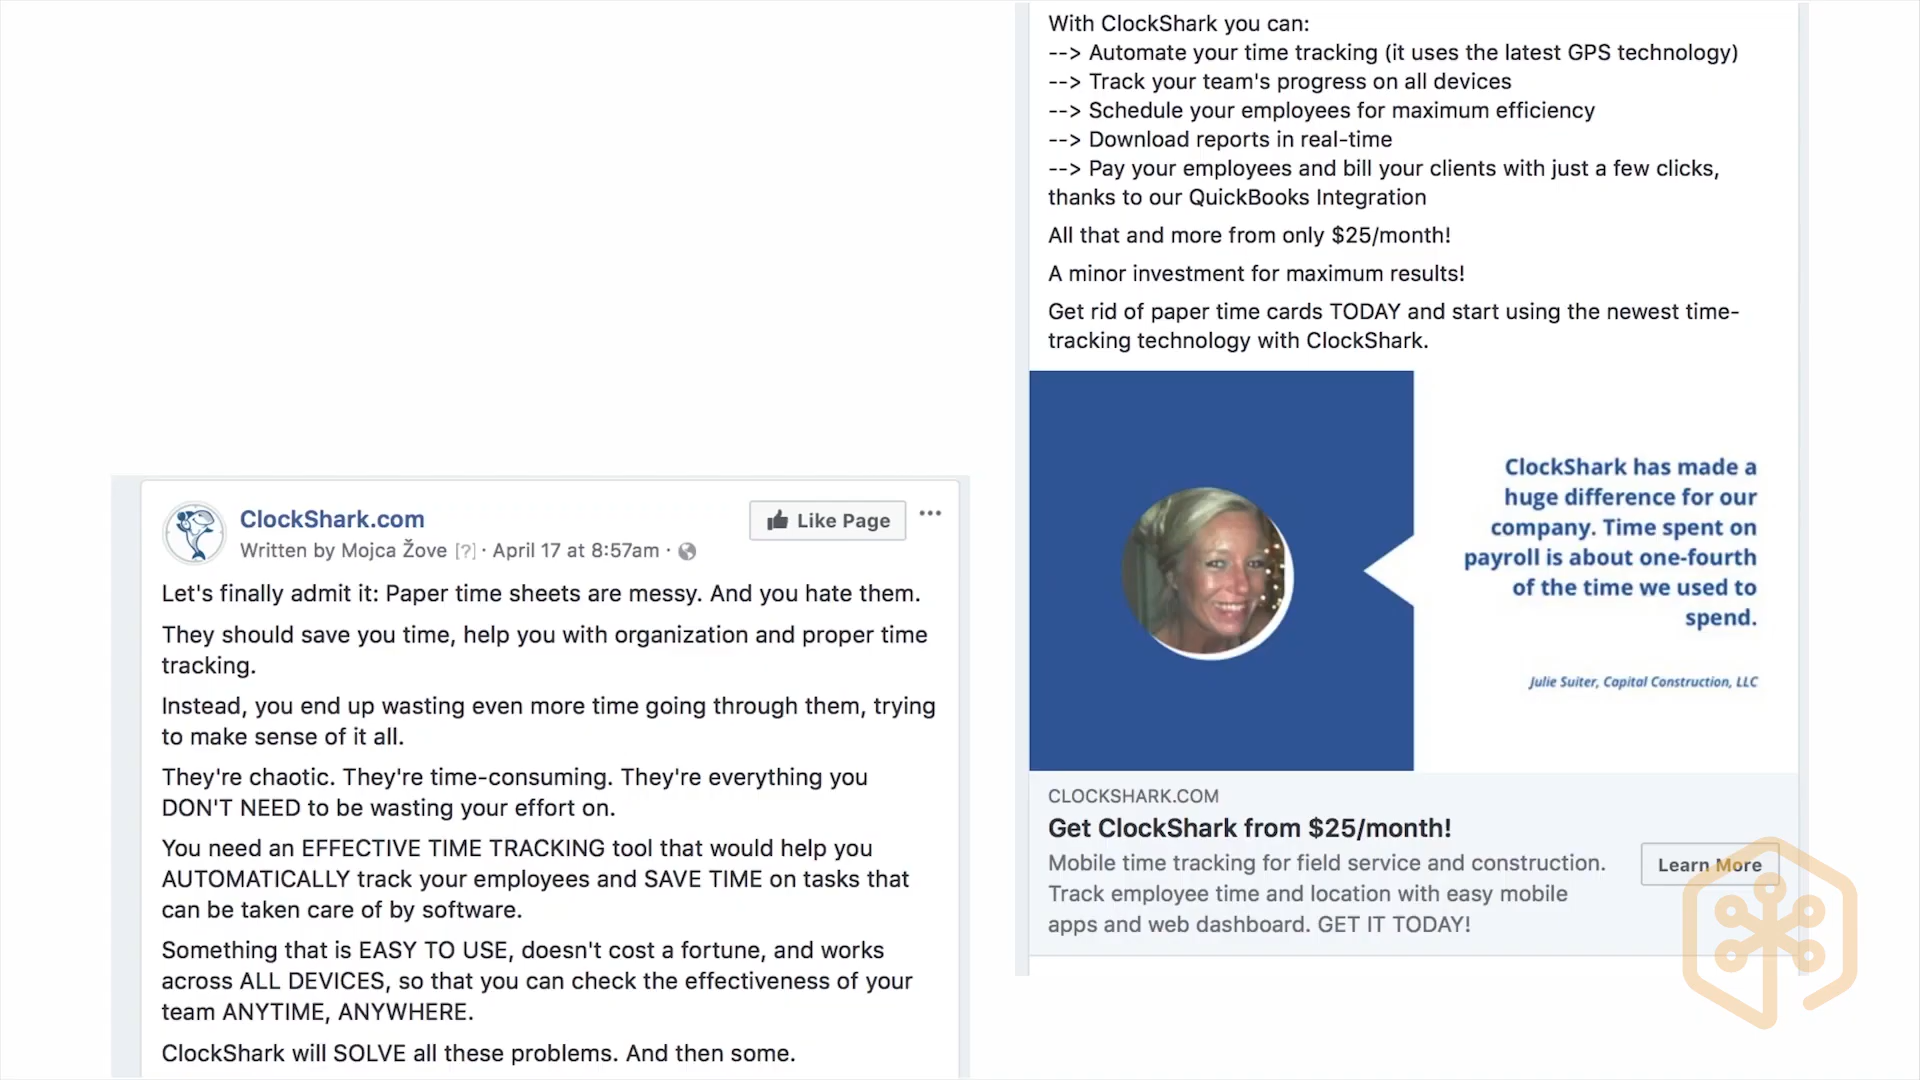 ClockShark.com
Written by Mojca Žove [?] · April 17 at 8:57am ·
Like Page
Let's finally admit it: Paper time sheets are messy. And you hate them.
They should save you time, help you with organization and proper time
tracking.
Instead, you end up wasting even more time going through them, trying
to make sense of it all.
They're chaotic. They're time-consuming. They're everything you
DON'T NEED to be wasting your effort on.
You need an EFFECTIVE TIME TRACKING tool that would help you
AUTOMATICALLY track your employees and SAVE TIME on tasks that
can be taken care of by software.
Something that is EASY TO USE, doesn't cost a fortune, and works
across ALL DEVICES, so that you can check the effectiveness of your
team ANYTIME, ANYWHERE.
ClockShark will SOLVE all these problems. And then some.
With ClockShark you can:
--> Automate your time tracking (it uses the latest GPS technology)
--> Track your team's progress on all devices
--> Schedule your employees for maximum efficiency
--> Download reports in real-time
--> Pay your employees and bill your clients with just a few clicks,
thanks to our QuickBooks Integration
All that and more from only $25/month!
A minor investment for maximum results!
Get rid of paper time cards TODAY and start using the newest time-
tracking technology with ClockShark.
ClockShark has made a
huge difference for our
company. Time spent on
payroll is about one-fourth
of the time we used to
spend.
Julie Suiter, Capital Construction, LLC
CLOCKSHARK.COM
Get ClockShark from $25/month!
Mobile time tracking for field service and construction.
Track employee time and location with easy mobile
apps and web dashboard. GET IT TODAY!
Learn More